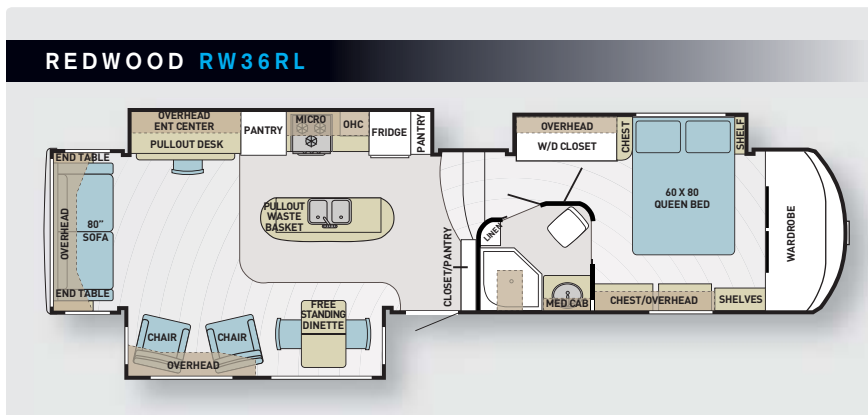 REDWOOD RW36RL
OVERHEAD
ENT CENTER
PULLOUT DESK
PANTRY
MICRO
OHC
FRIDGE
PANTRY
OVERHEAD
W/D CLOSET
CHEST
SHELF
60 X 80
QUEEN BED
WARDROBE
END TABLE
OVERHEAD
80”
SOFA
END TABLE
PULLOUT
WASTE
BASKET
CLOSET/PANTRY
LINEN
MED CAB
CHEST/OVERHEAD
SHELVES
CHAIR
CHAIR
OVERHEAD
FREE
STANDING
DINETTE